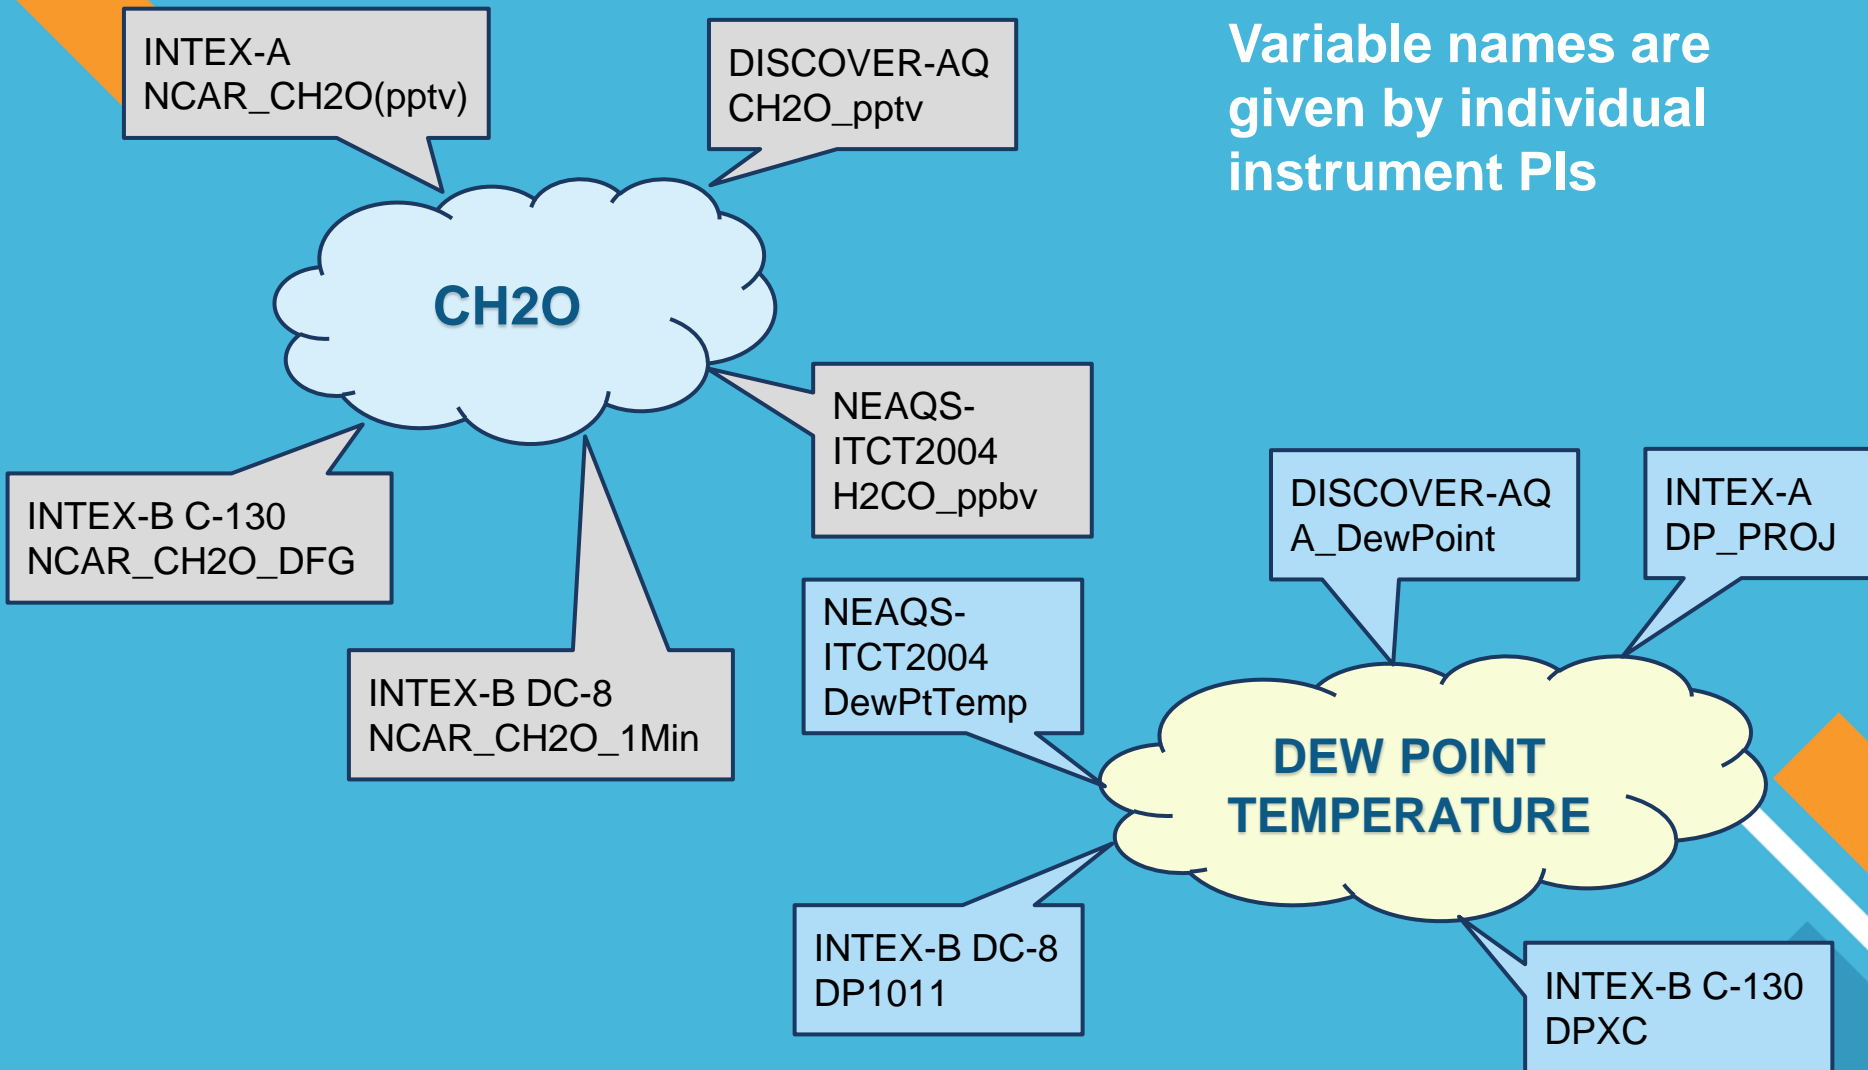 INTEX-A
NCAR_CH2O(pptv)
DISCOVER-AQ
CH2O_pptv
Variable names are
given by individual
instrument PIs
CH2O
NEAQS-
ITCT2004
H2CO_ppbv
INTEX-B C-130
NCAR_CH2O_DFG
INTEX-B DC-8
NCAR_CH2O_1Min
DISCOVER-AQ
A_DewPoint
INTEX-A
DP_PROJ
NEAQS-
ITCT2004
DewPtTemp
DEW POINT
TEMPERATURE
INTEX-B DC-8
DP1011
INTEX-B C-130
DPXC